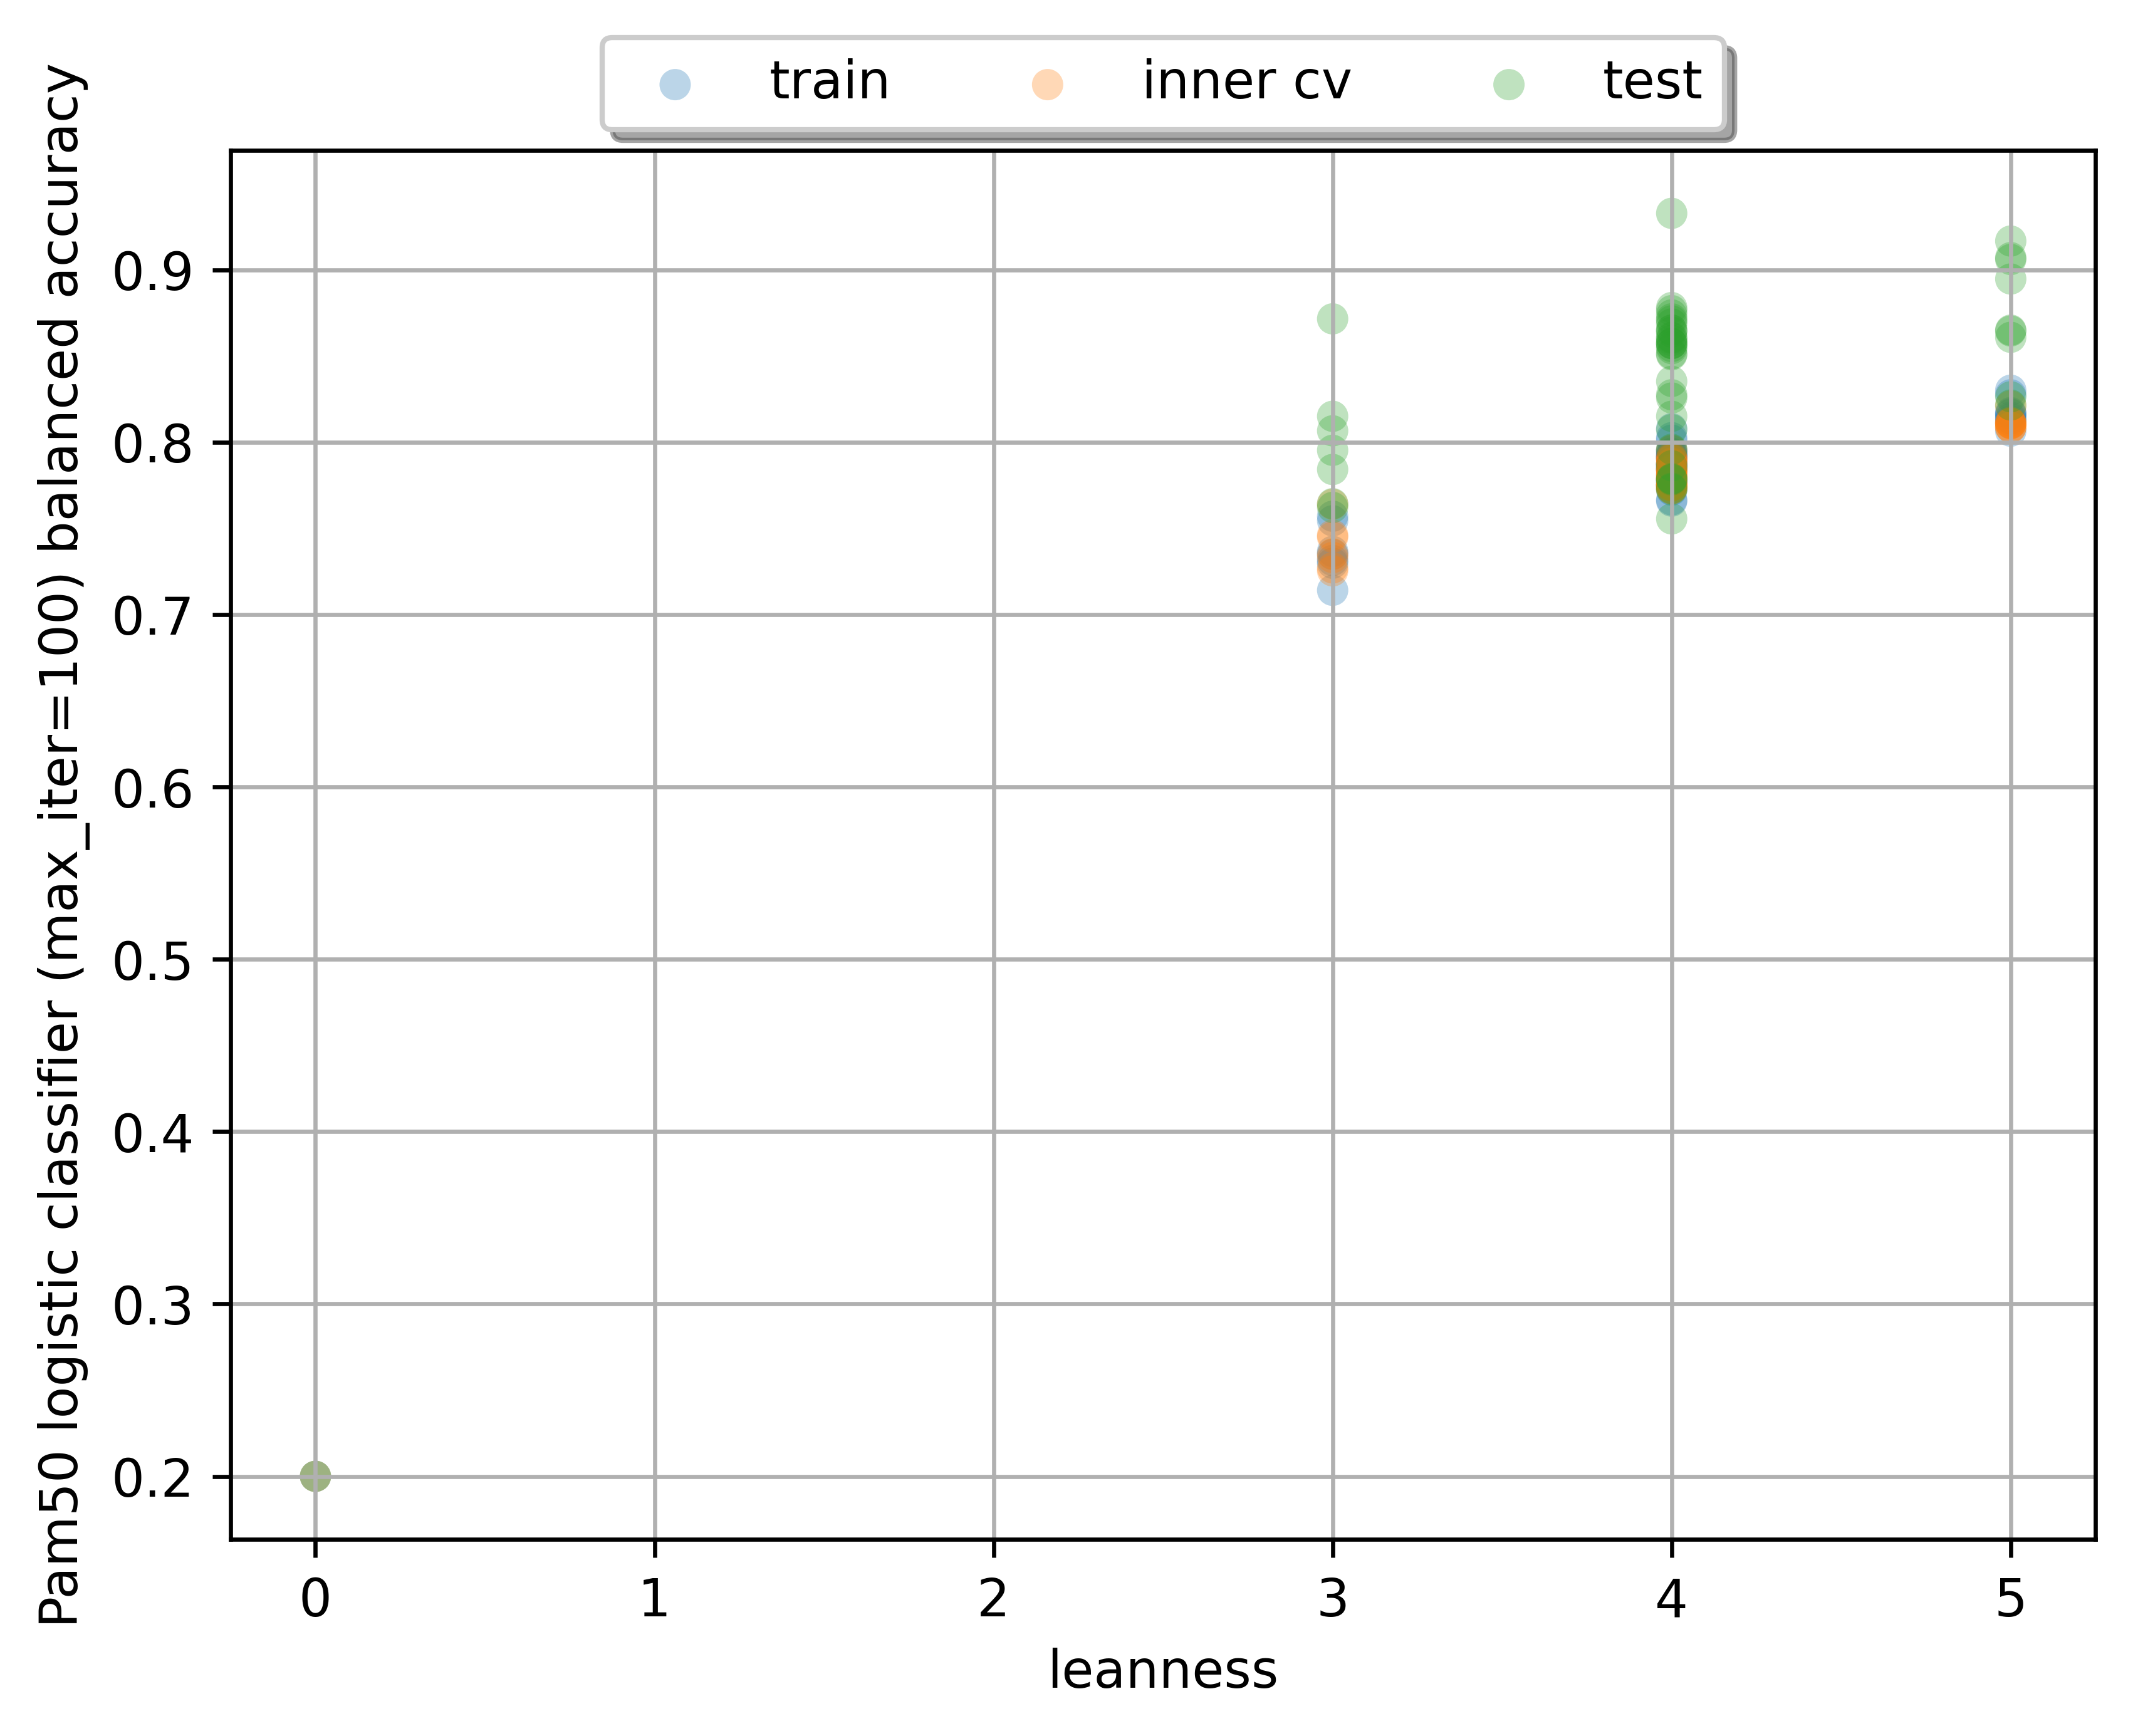 train inner cv test
Pam50 logistic classifier (max_iter=100) balanced accuracy
0.9
0.8
0.7
0.6
0.5
0.4
0.3
0.2
0 1 2 3 4 5
leanness